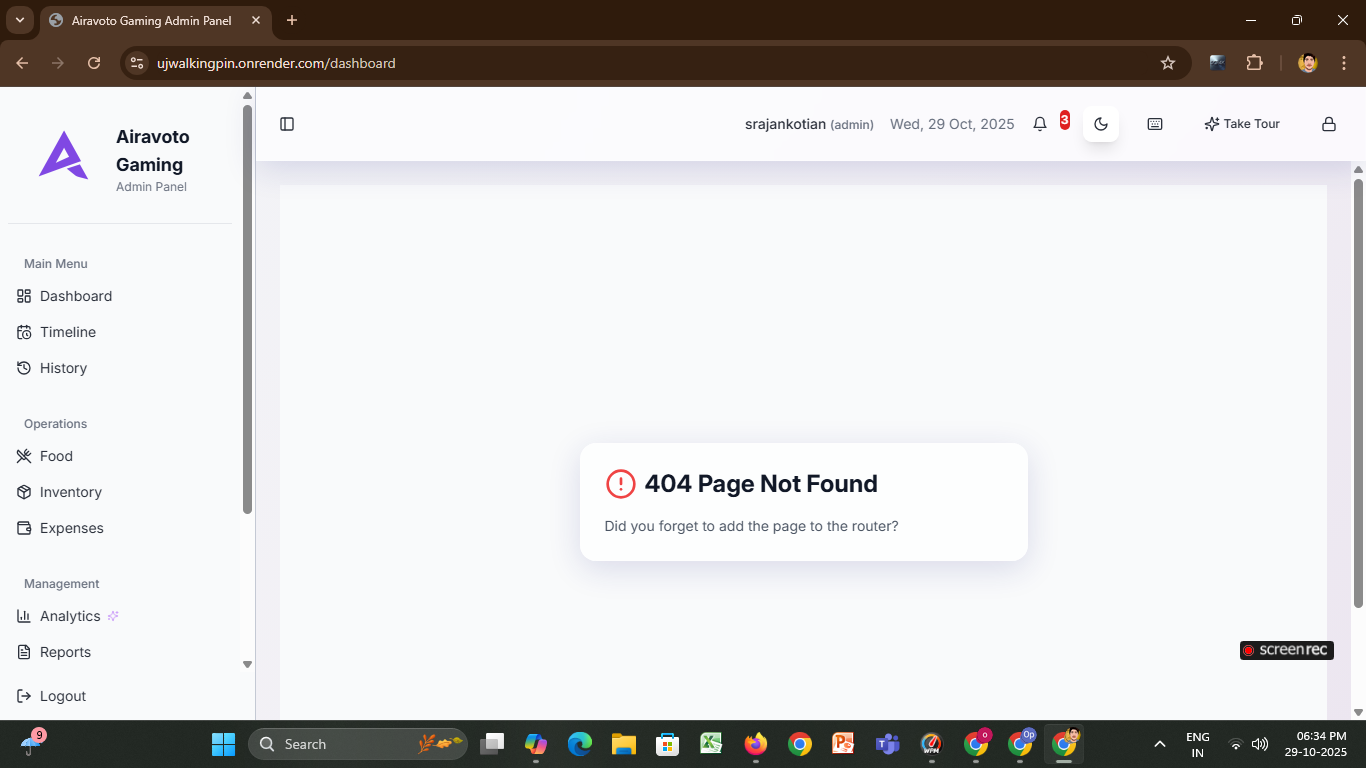 Airavoto Gaming Admin Panel
ujwalkingpin.onrender.com/dashboard
Airavoto
Gaming
Admin Panel
srajankotian (admin) Wed, 29 Oct, 2025 3 Take Tour
Main Menu
Dashboard
Timeline
History
Operations
Food
Inventory
Expenses
Management
Analytics
Reports
Logout
404 Page Not Found
Did you forget to add the page to the router?
screenrec
9
Search
WPM
O
Op
ENG
IN
06:34 PM
29-10-2025